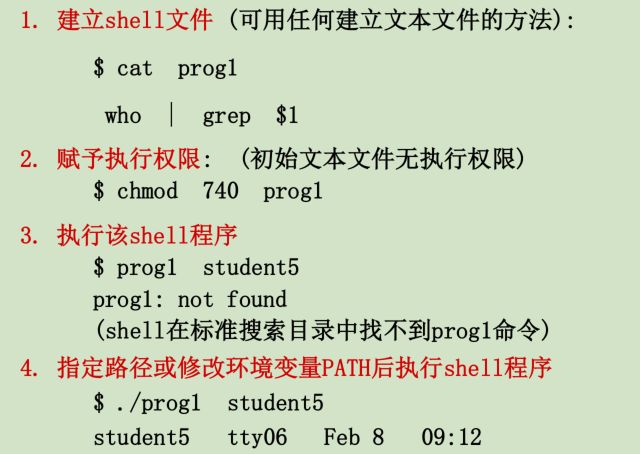 1. 建立shell文件 (可用任何建立文本文件的方法):
$ cat prog1
who | grep $1
2. 赋予执行权限: (初始文本文件无执行权限)
$ chmod 740 prog1
3. 执行该shell程序
$ prog1 student5
prog1: not found
(shell在标准搜索目录中找不到prog1命令)
4. 指定路径或修改环境变量PATH后执行shell程序
$ ./prog1 student5
student5 tty06 Feb 8 09:12